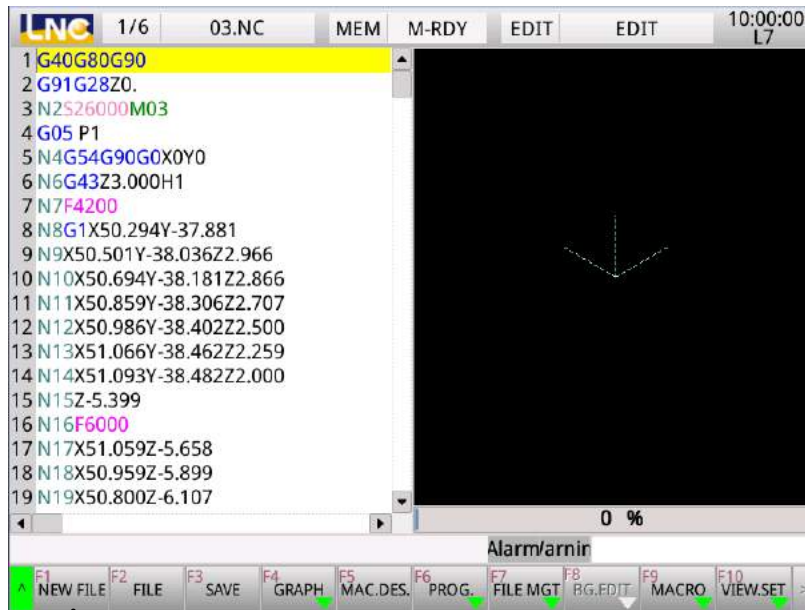 LNC 1/6 03.NC MEM M-RDY EDIT EDIT 10:00:00
L7
1 G40G80G90
2 G91G28Z0.
3 N2S26000M03
4 G05 P1
5 N4G54G90G0X0Y0
6 N6G43Z3.000H1
7 N7F4200
8 N8G1X50.294Y-37.881
9 N9X50.501Y-38.036Z2.966
10 N10X50.694Y-38.181Z2.866
11 N11X50.859Y-38.306Z2.707
12 N12X50.986Y-38.402Z2.500
13 N13X51.066Y-38.462Z2.259
14 N14X51.093Y-38.482Z2.000
15 N15Z-5.399
16 N16F6000
17 N17X51.059Z-5.658
18 N18X50.959Z-5.899
19 N19X50.800Z-6.107
0 %
Alarm/arnin
F1 F2 F3 F4 F5 F6 F7 F8 F9 F10
^ NEW FILE FILE SAVE GRAPH MAC.DES. PROG. FILE MGT BG.EDIT MACRO VIEW.SET >